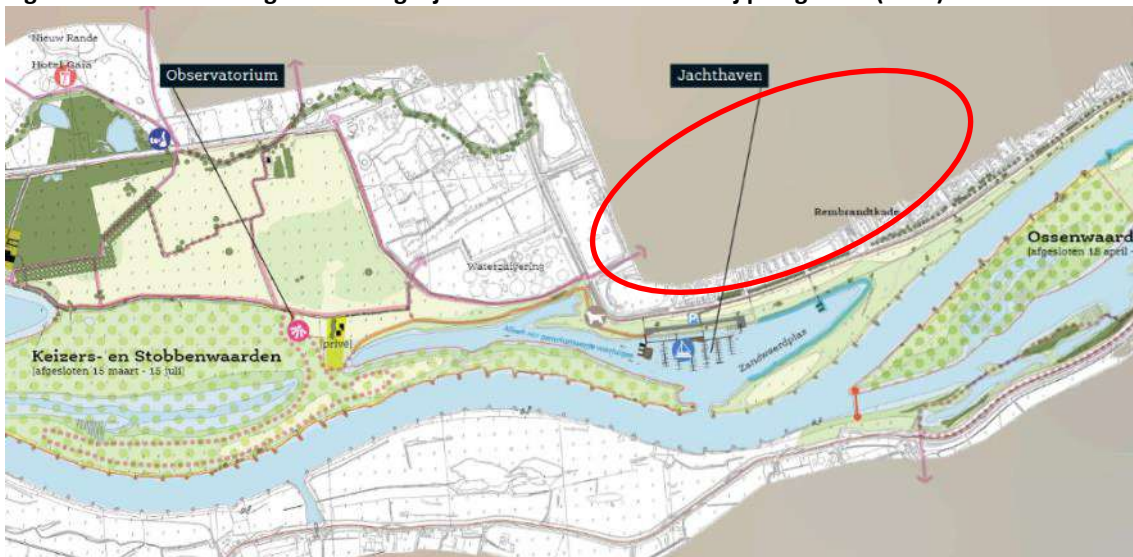 Nieuw Rande
Hotel Gaia
Observatorium
Jachthaven
Rembrandtkade
Ossenwaard
[afgesloten 15 april -
Waterzuivering
Zandweerdplas
[privé]
Keizers- en Stobbenwaarden
[afgesloten 15 maart - 15 juli]
P